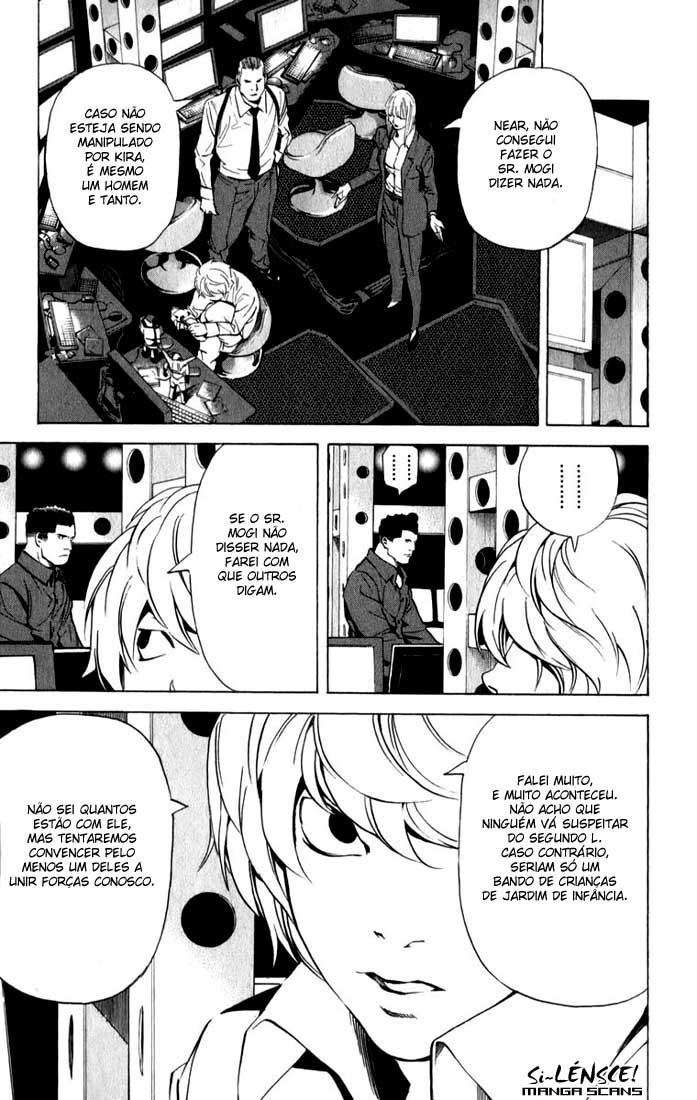 NEAR, NÃO
CONSEGUI
FAZER O
SR. MOGI
DIZER NADA.
CASO NÃO
ESTEJA SENDO
MANIPULADO
POR KIRA,
É MESMO
UM HOMEM
E TANTO.
SE O SR.
MOGI NÃO
DISSER NADA,
FAREI COM
QUE OUTROS
DIGAM.
FALEI MUITO,
E MUITO ACONTECEU.
NÃO ACHO QUE
NINGUÉM VÁ SUSPEITAR
DO SEGUNDO L.
CASO CONTRÁRIO,
SERIAM SÓ UM
BANDO DE CRIANÇAS
DE JARDIM DE INFÂNCIA.
NÃO SEI QUANTOS
ESTÃO COM ELE,
MAS TENTAREMOS
CONVENCER PELO
MENOS UM DELES A
UNIR FORÇAS CONOSCO.
Si-LÉNSCE!
MANGA SCANS